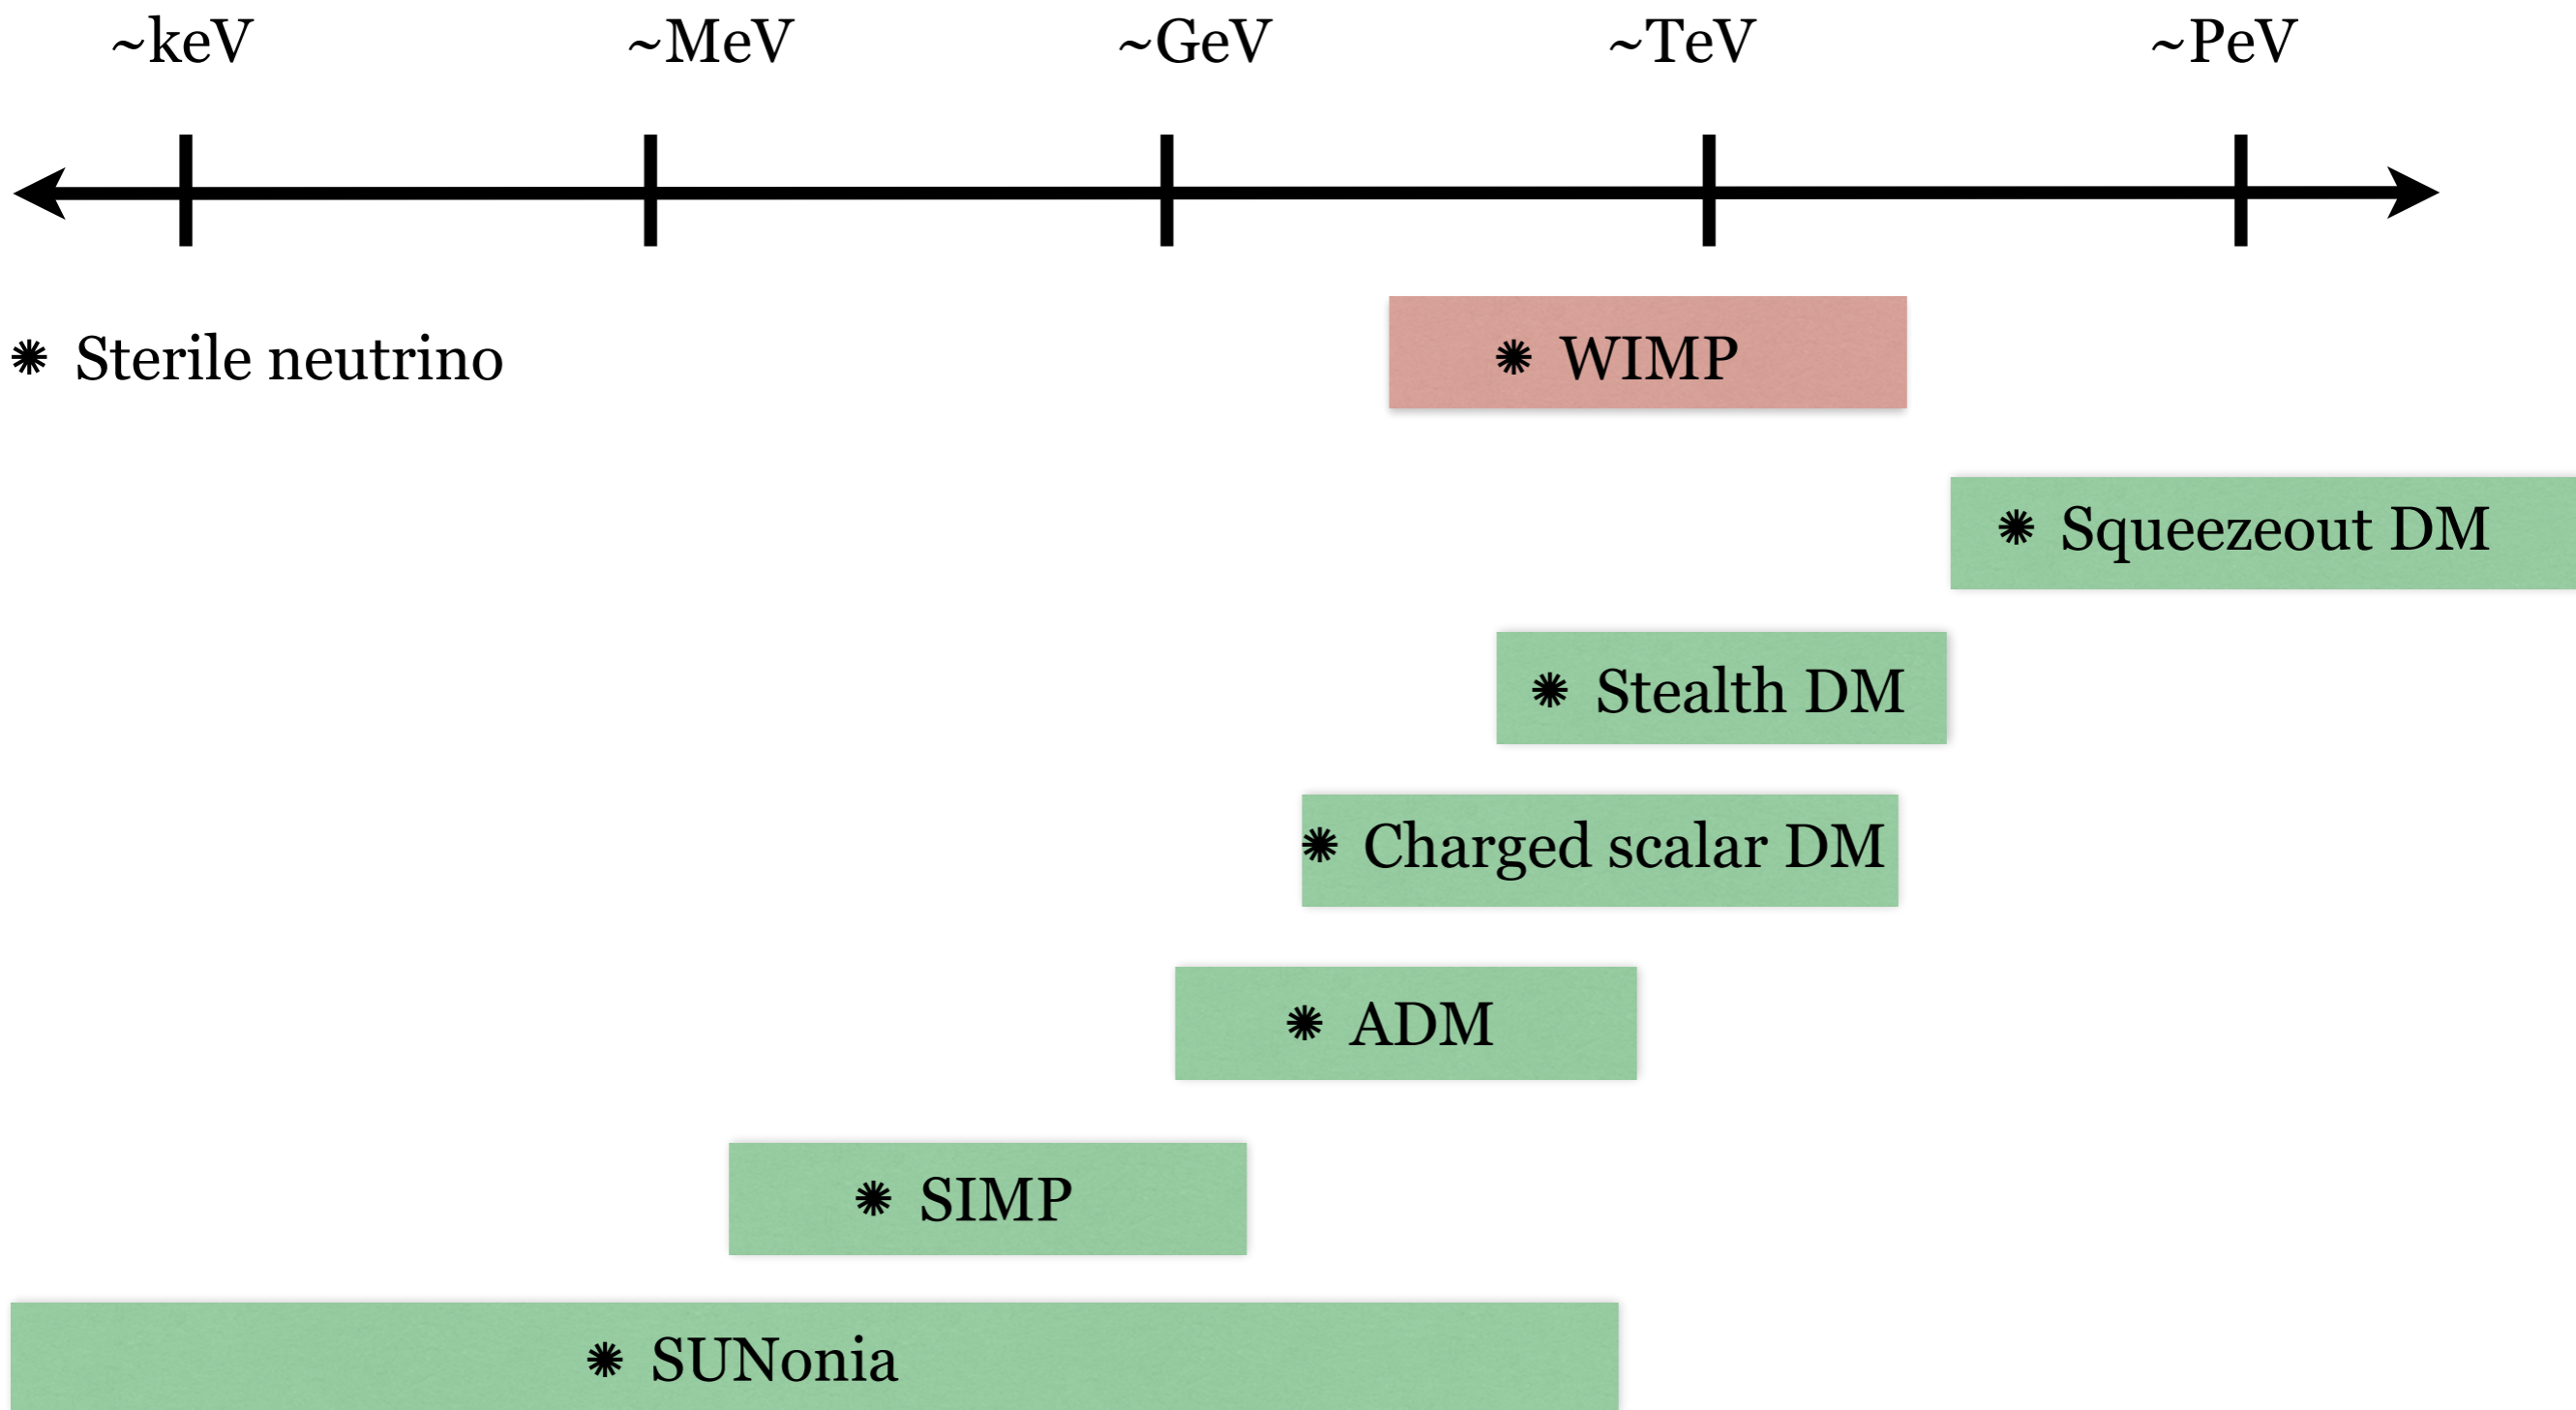 ~keV ~MeV ~GeV ~TeV ~PeV
✷ Sterile neutrino ✷ WIMP
✷ Squeezeout DM
✷ Stealth DM
✷ Charged scalar DM
✷ ADM
✷ SIMP
✷ SUNonia